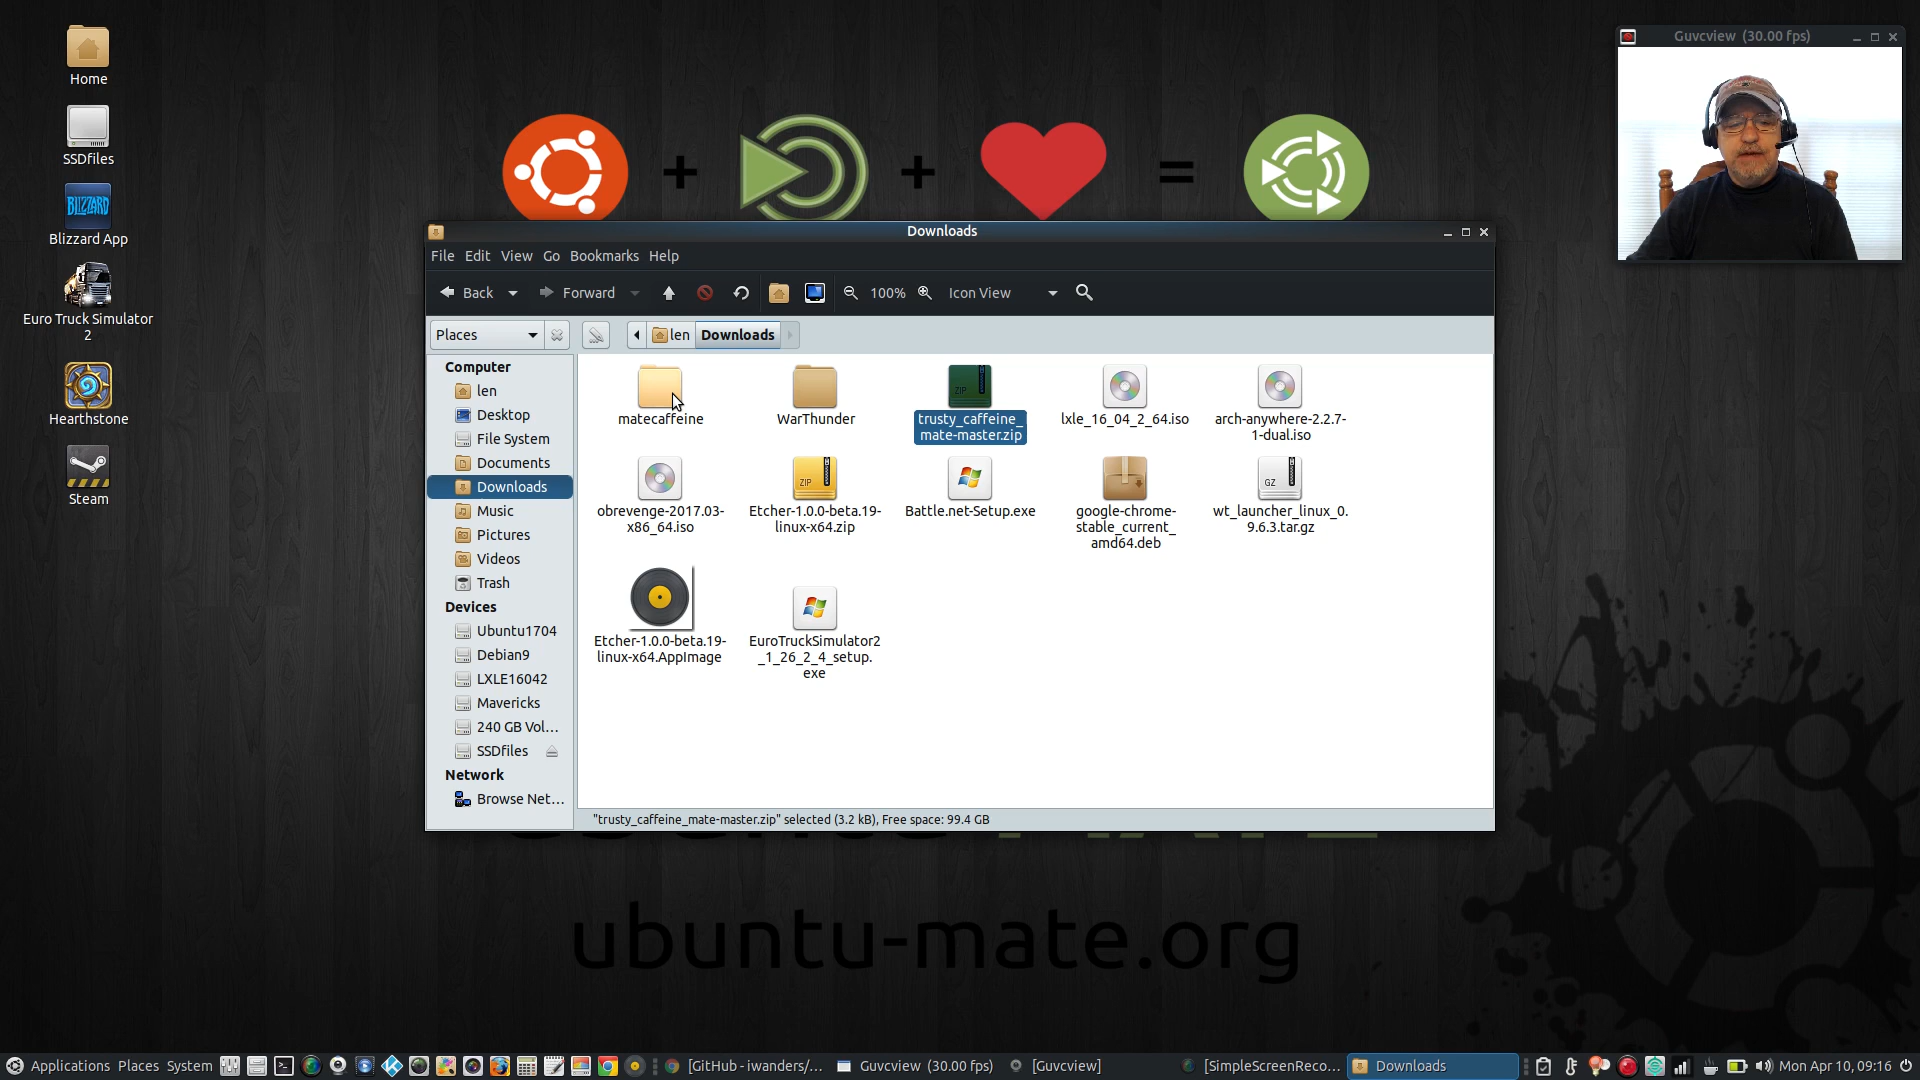 Home
SSDfiles
BLIZZARD
Blizzard App
Euro Truck Simulator
2
Hearthstone
Steam
Guvcview (30.00 fps)
+
+
=
Downloads
File Edit View Go Bookmarks Help
Back Forward 100% Icon View
Places len Downloads
Computer
len
Desktop
File System
Documents
Downloads
Music
Pictures
Videos
Trash
Devices
Ubuntu1704
Debian9
LXLE16042
Mavericks
240 GB Vol...
SSDfiles
Network
Browse Net...
matecaffeine
WarThunder
ZIP
trusty_caffeine_
mate-master.zip
lxle_16_04_2_64.iso
arch-anywhere-2.2.7-
1-dual.iso
obrevenge-2017.03-
x86_64.iso
ZIP
Etcher-1.0.0-beta.19-
linux-x64.zip
Battle.net-Setup.exe
google-chrome-
stable_current_
amd64.deb
GZ
wt_launcher_linux_0.
9.6.3.tar.gz
Etcher-1.0.0-beta.19-
linux-x64.AppImage
EuroTruckSimulator2
_1_26_2_4_setup.
exe
"trusty_caffeine_mate-master.zip" selected (3.2 kB), Free space: 99.4 GB
ubuntu-mate.org
Applications Places System [GitHub - iwanders/... Guvcview (30.00 fps) [Guvcview] [SimpleScreenReco... Downloads Mon Apr 10, 09:16